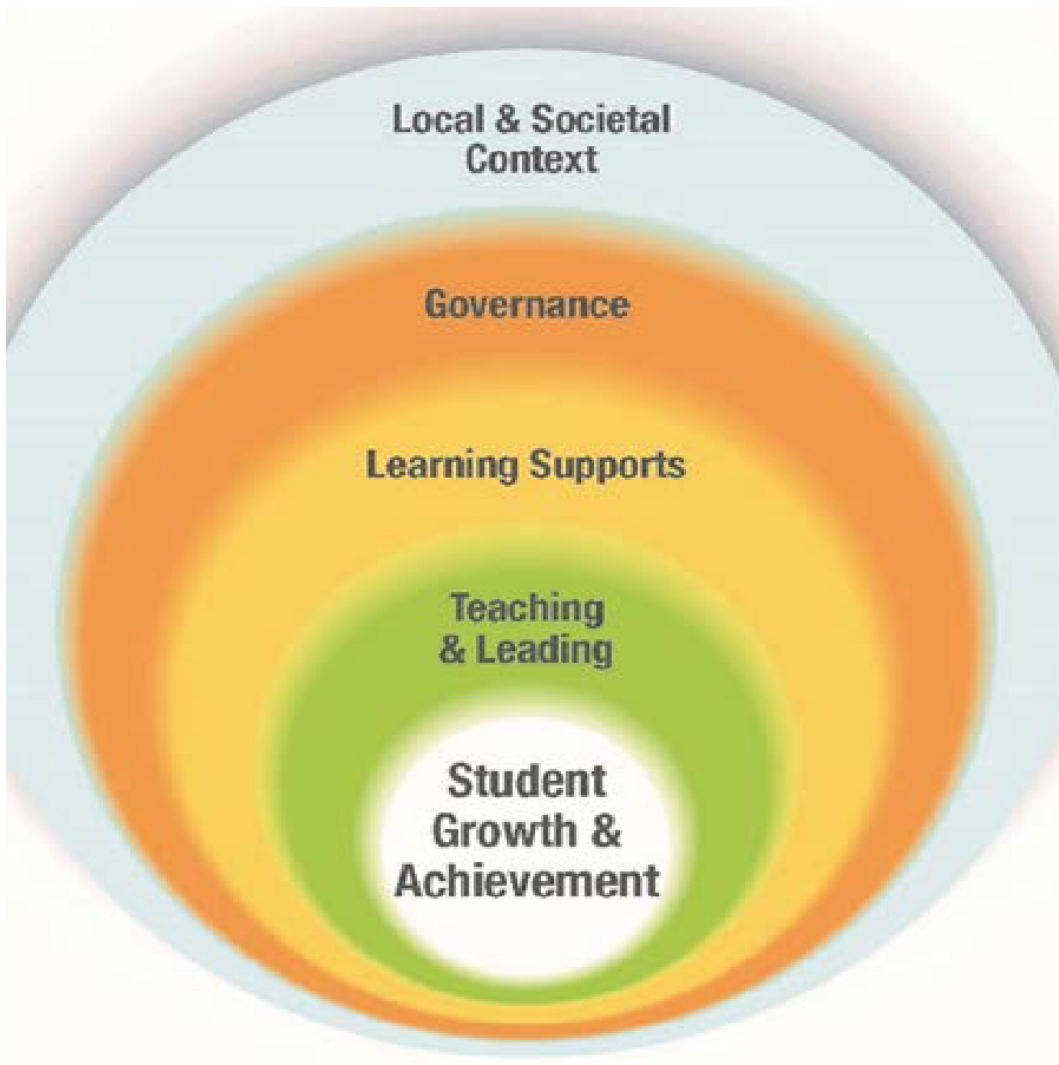 Local & Societal
Context
Governance
Learning Supports
Teaching
& Leading
Student
Growth &
Achievement